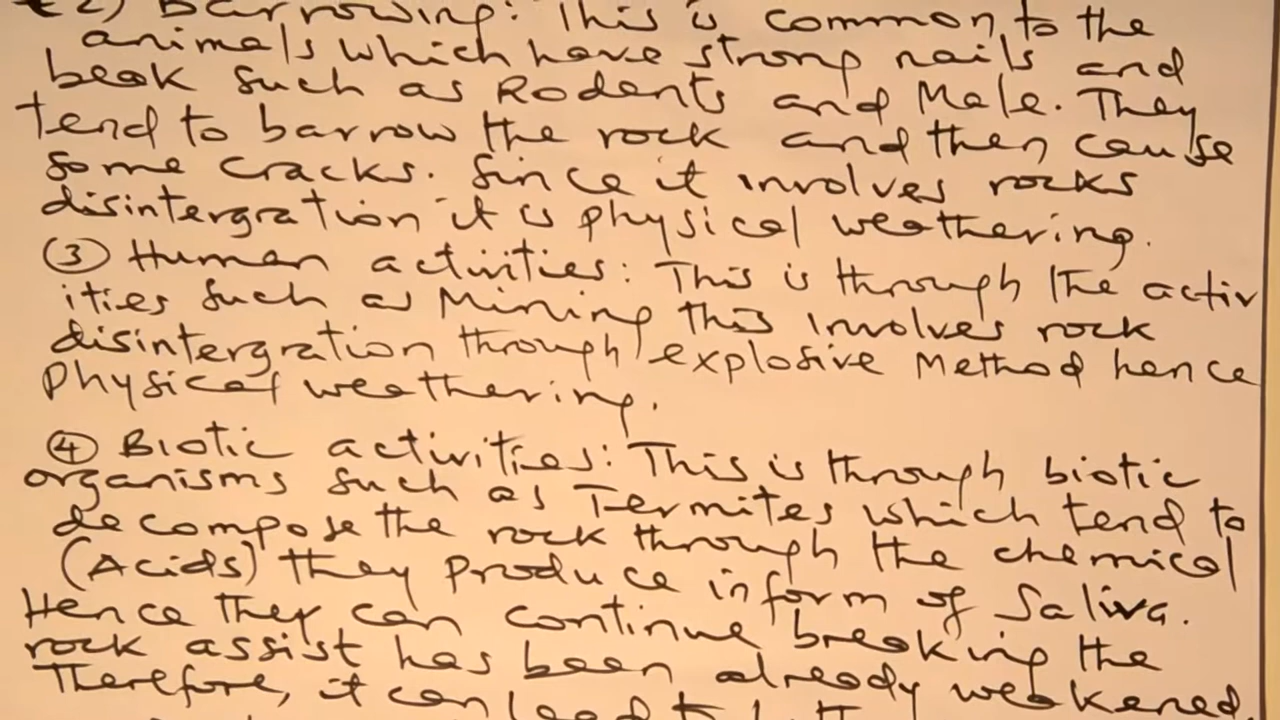 2) Barrowing: This is common to the
animals which have strong nails and
beak such as Rodents and Mole. They
tend to barrow the rock and then cause
some cracks. Since it involves rocks
disintergration it is physical weathering.
(3) Human activities: This is through the activ
ities such as Mining this involves rock
disintergration through explosive Method hence
Physical weathering.
(4) Biotic activities: This is through biotic
organisms such as Termites which tend to
decompose the rock through the chemical
(Acids) they produce inform of Saliva.
Hence they can continue breaking the
rock assist has been already weakened.
Therefore, it can lead to